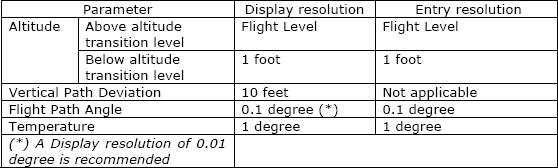 Parameter Display resolution Entry resolution
Altitude Above altitude Flight Level Flight Level
transition level
Below altitude 1 foot 1 foot
transition level
Vertical Path Deviation 10 feet Not applicable
Flight Path Angle 0.1 degree (*) 0.1 degree
Temperature 1 degree 1 degree
(*) A Display resolution of 0.01
degree is recommended